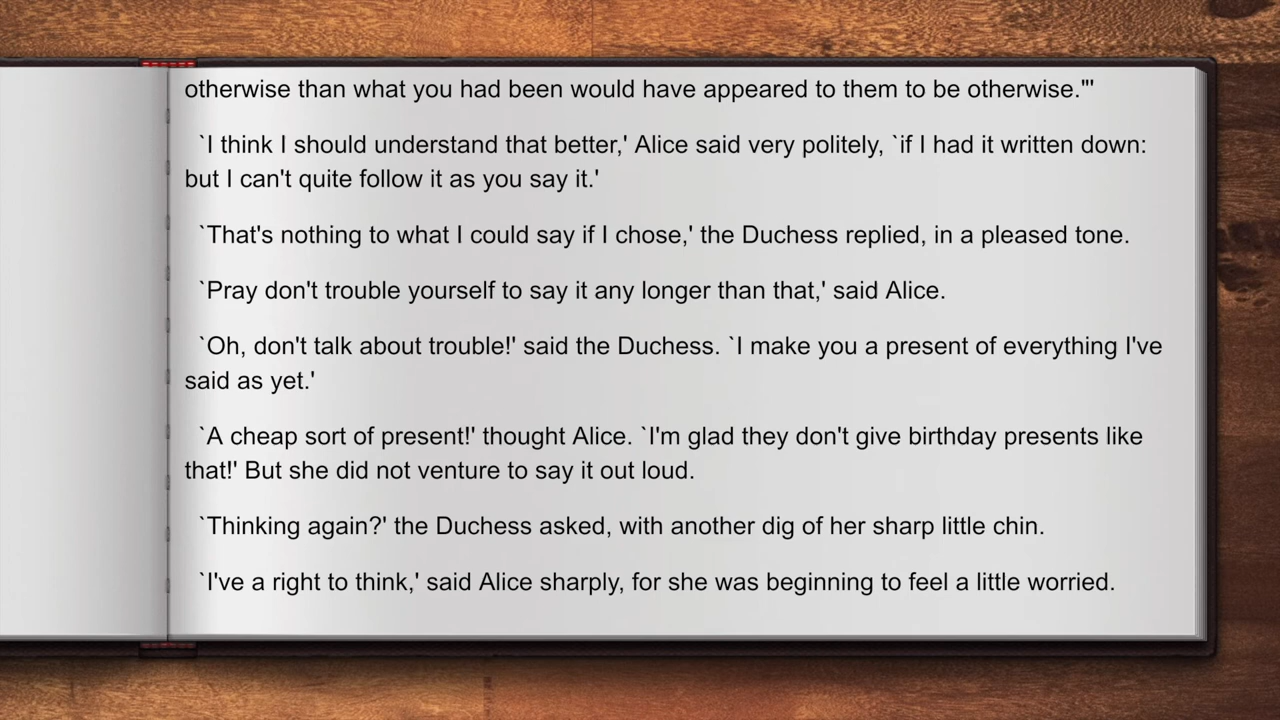 otherwise than what you had been would have appeared to them to be otherwise."'
`I think I should understand that better,' Alice said very politely, `if I had it written down:
but I can't quite follow it as you say it.'
`That's nothing to what I could say if I chose,' the Duchess replied, in a pleased tone.
`Pray don't trouble yourself to say it any longer than that,' said Alice.
`Oh, don't talk about trouble!' said the Duchess. `I make you a present of everything I've
said as yet.'
`A cheap sort of present!' thought Alice. `I'm glad they don't give birthday presents like
that!' But she did not venture to say it out loud.
`Thinking again?' the Duchess asked, with another dig of her sharp little chin.
`I've a right to think,' said Alice sharply, for she was beginning to feel a little worried.